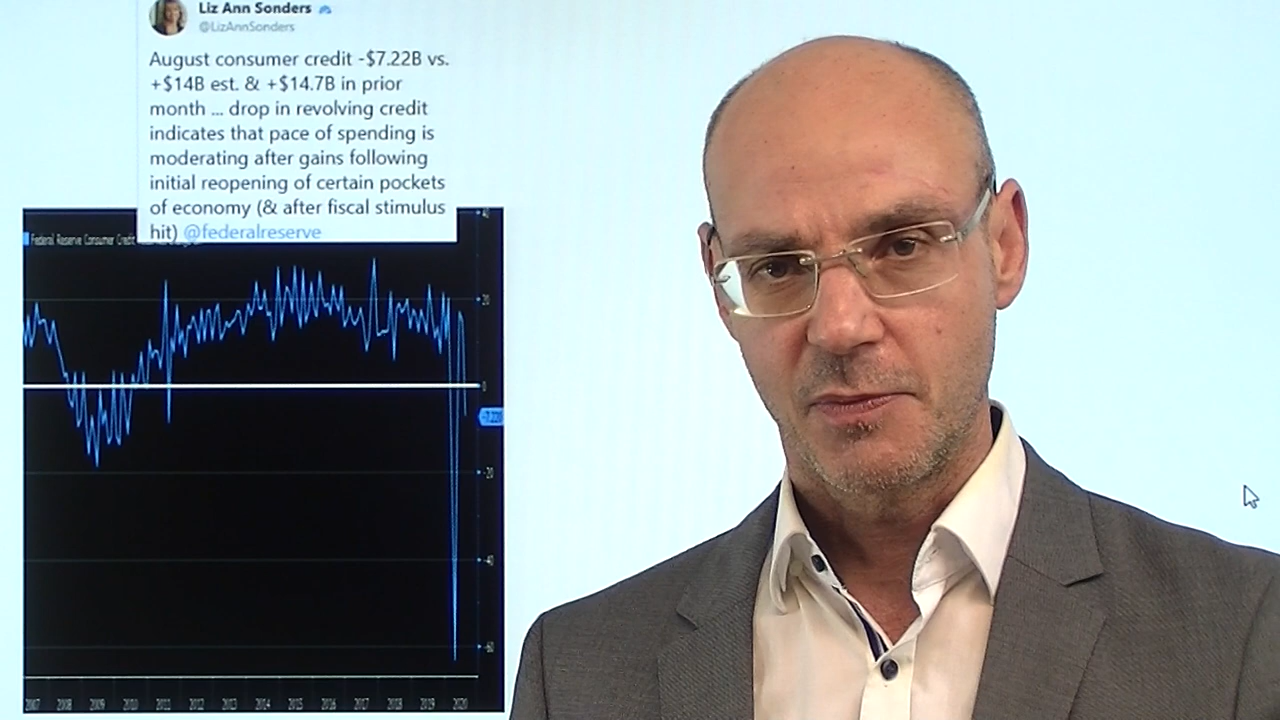 Liz Ann Sonders
@LizAnnSonders
August consumer credit -$7.22B vs.
+$14B est. & +$14.7B in prior
month ... drop in revolving credit
indicates that pace of spending is
moderating after gains following
initial reopening of certain pockets
of economy (& after fiscal stimulus
hit) @federalreserve
Federal Reserve Consumer Credit
0
-20
-40
-60
2007 2008 2009 2010 2011 2012 2013 2014 2015 2016 2017 2018 2019 2020